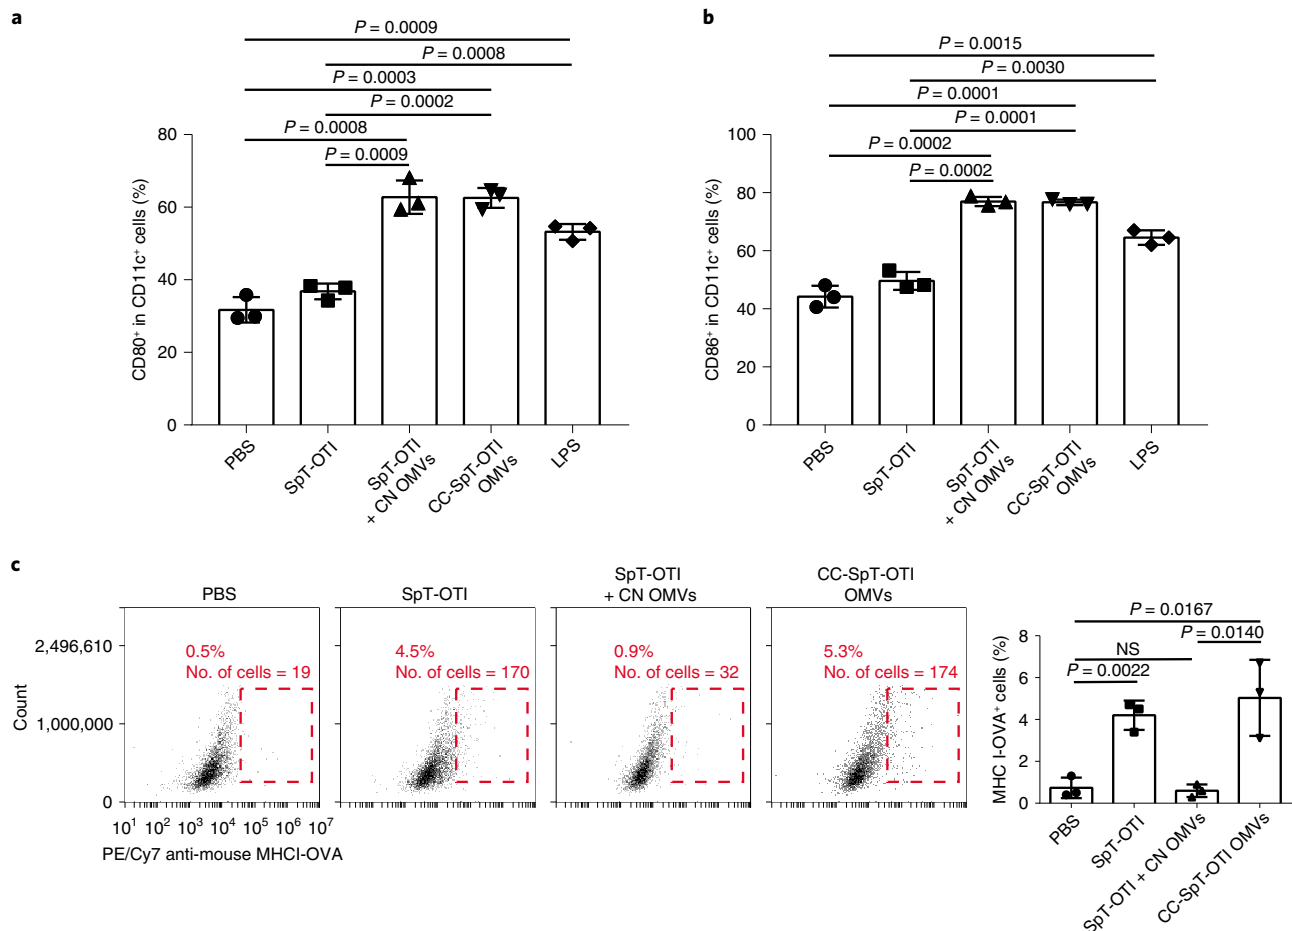 a
P = 0.0009
P = 0.0008
P = 0.0003
P = 0.0002
P = 0.0008
P = 0.0009
CD80+ in CD11c+ cells (%)
80
60
40
20
0
PBS
SpT-OTI
SpT-OTI
+ CN OMVs
CC-SpT-OTI
OMVs
LPS
b
P = 0.0015
P = 0.0030
P = 0.0001
P = 0.0001
P = 0.0002
P = 0.0002
CD86+ in CD11c+ cells (%)
100
80
60
40
20
0
PBS
SpT-OTI
SpT-OTI
+ CN OMVs
CC-SpT-OTI
OMVs
LPS
c
Count
2,496,610
1,000,000
0
PBS
0.5%
No. of cells = 19
10¹ 10² 10³ 10⁴ 10⁵ 10⁶ 10⁷
PE/Cy7 anti-mouse MHCI-OVA
SpT-OTI
4.5%
No. of cells = 170
SpT-OTI
+ CN OMVs
0.9%
No. of cells = 32
CC-SpT-OTI
OMVs
5.3%
No. of cells = 174
P = 0.0167
P = 0.0140
NS
P = 0.0022
MHC I-OVA+ cells (%)
8
6
4
2
0
PBS
SpT-OTI
SpT-OTI + CN OMVs
CC-SpT-OTI OMVs